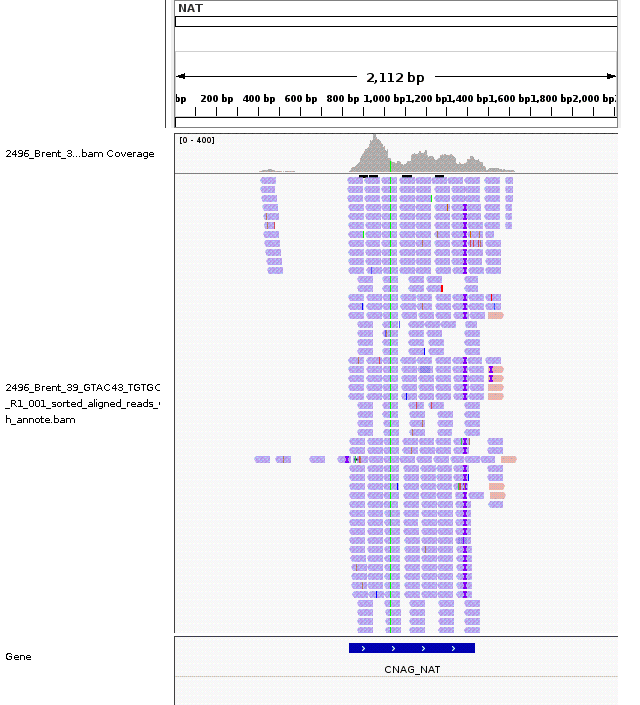 NAT
2,112 bp
bp 200 bp 400 bp 600 bp 800 bp 1,000 bp 1,200 bp 1,400 bp 1,600 bp 1,800 bp 2,000 bp
[0 - 400]
2496_Brent_3...bam Coverage
2496_Brent_39_GTAC43_TGTGC
_R1_001_sorted_aligned_reads_
h_annote.bam
Gene
CNAG_NAT